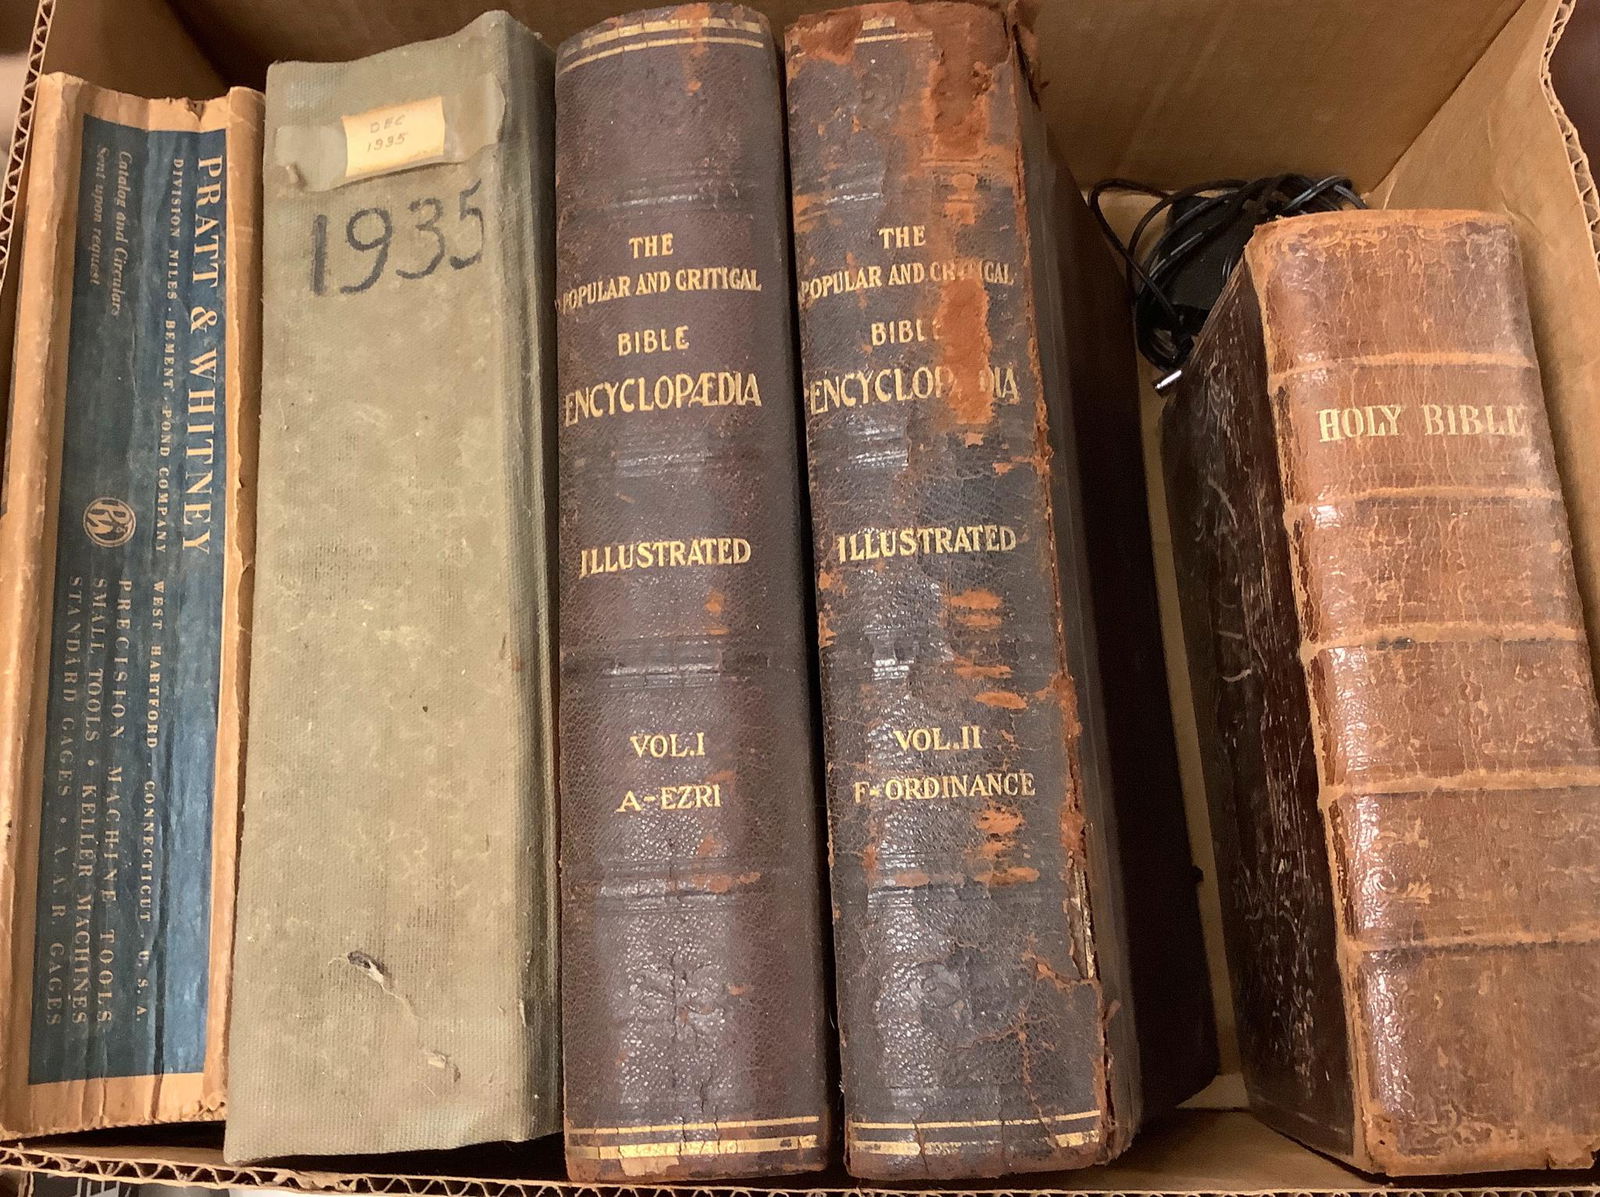 PRATT & WHITNEY
DIVISION NILES · BEMENT · POND COMPANY
WEST HARTFORD · CONNECTICUT, U.S.A.
Catalog and Circulars
Sent upon request
PRECISION MACHINE TOOLS
SMALL TOOLS · KELLER MACHINES
STANDARD GAGES · A.A.R GAGES
DEC
1935
1935
THE
POPULAR AND CRITICAL
BIBLE
ENCYCLOPÆDIA
ILLUSTRATED
VOL.I
A-EZRI
THE
POPULAR AND CRITICAL
BIBLE
ENCYCLOPÆDIA
ILLUSTRATED
VOL.II
F-ORDINANCE
HOLY BIBLE